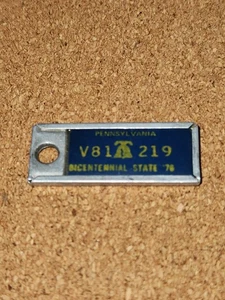 PENNSYLVANIA
V81 219
BICENTENNIAL STATE '76